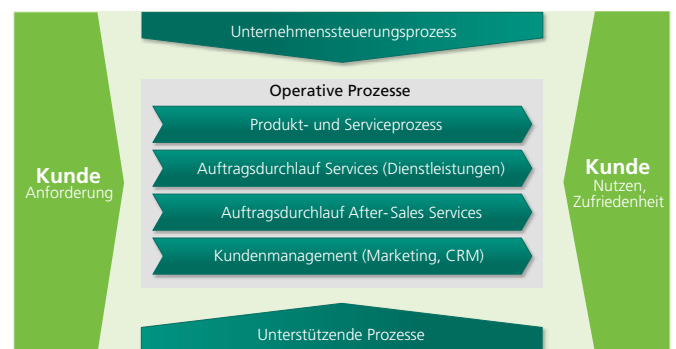 Unternehmenssteuerungsprozess
Operative Prozesse
Produkt- und Serviceprozess
Auftragsdurchlauf Services (Dienstleistungen)
Auftragsdurchlauf After-Sales Services
Kundenmanagement (Marketing, CRM)
Kunde
Anforderung
Kunde
Nutzen,
Zufriedenheit
Unterstützende Prozesse